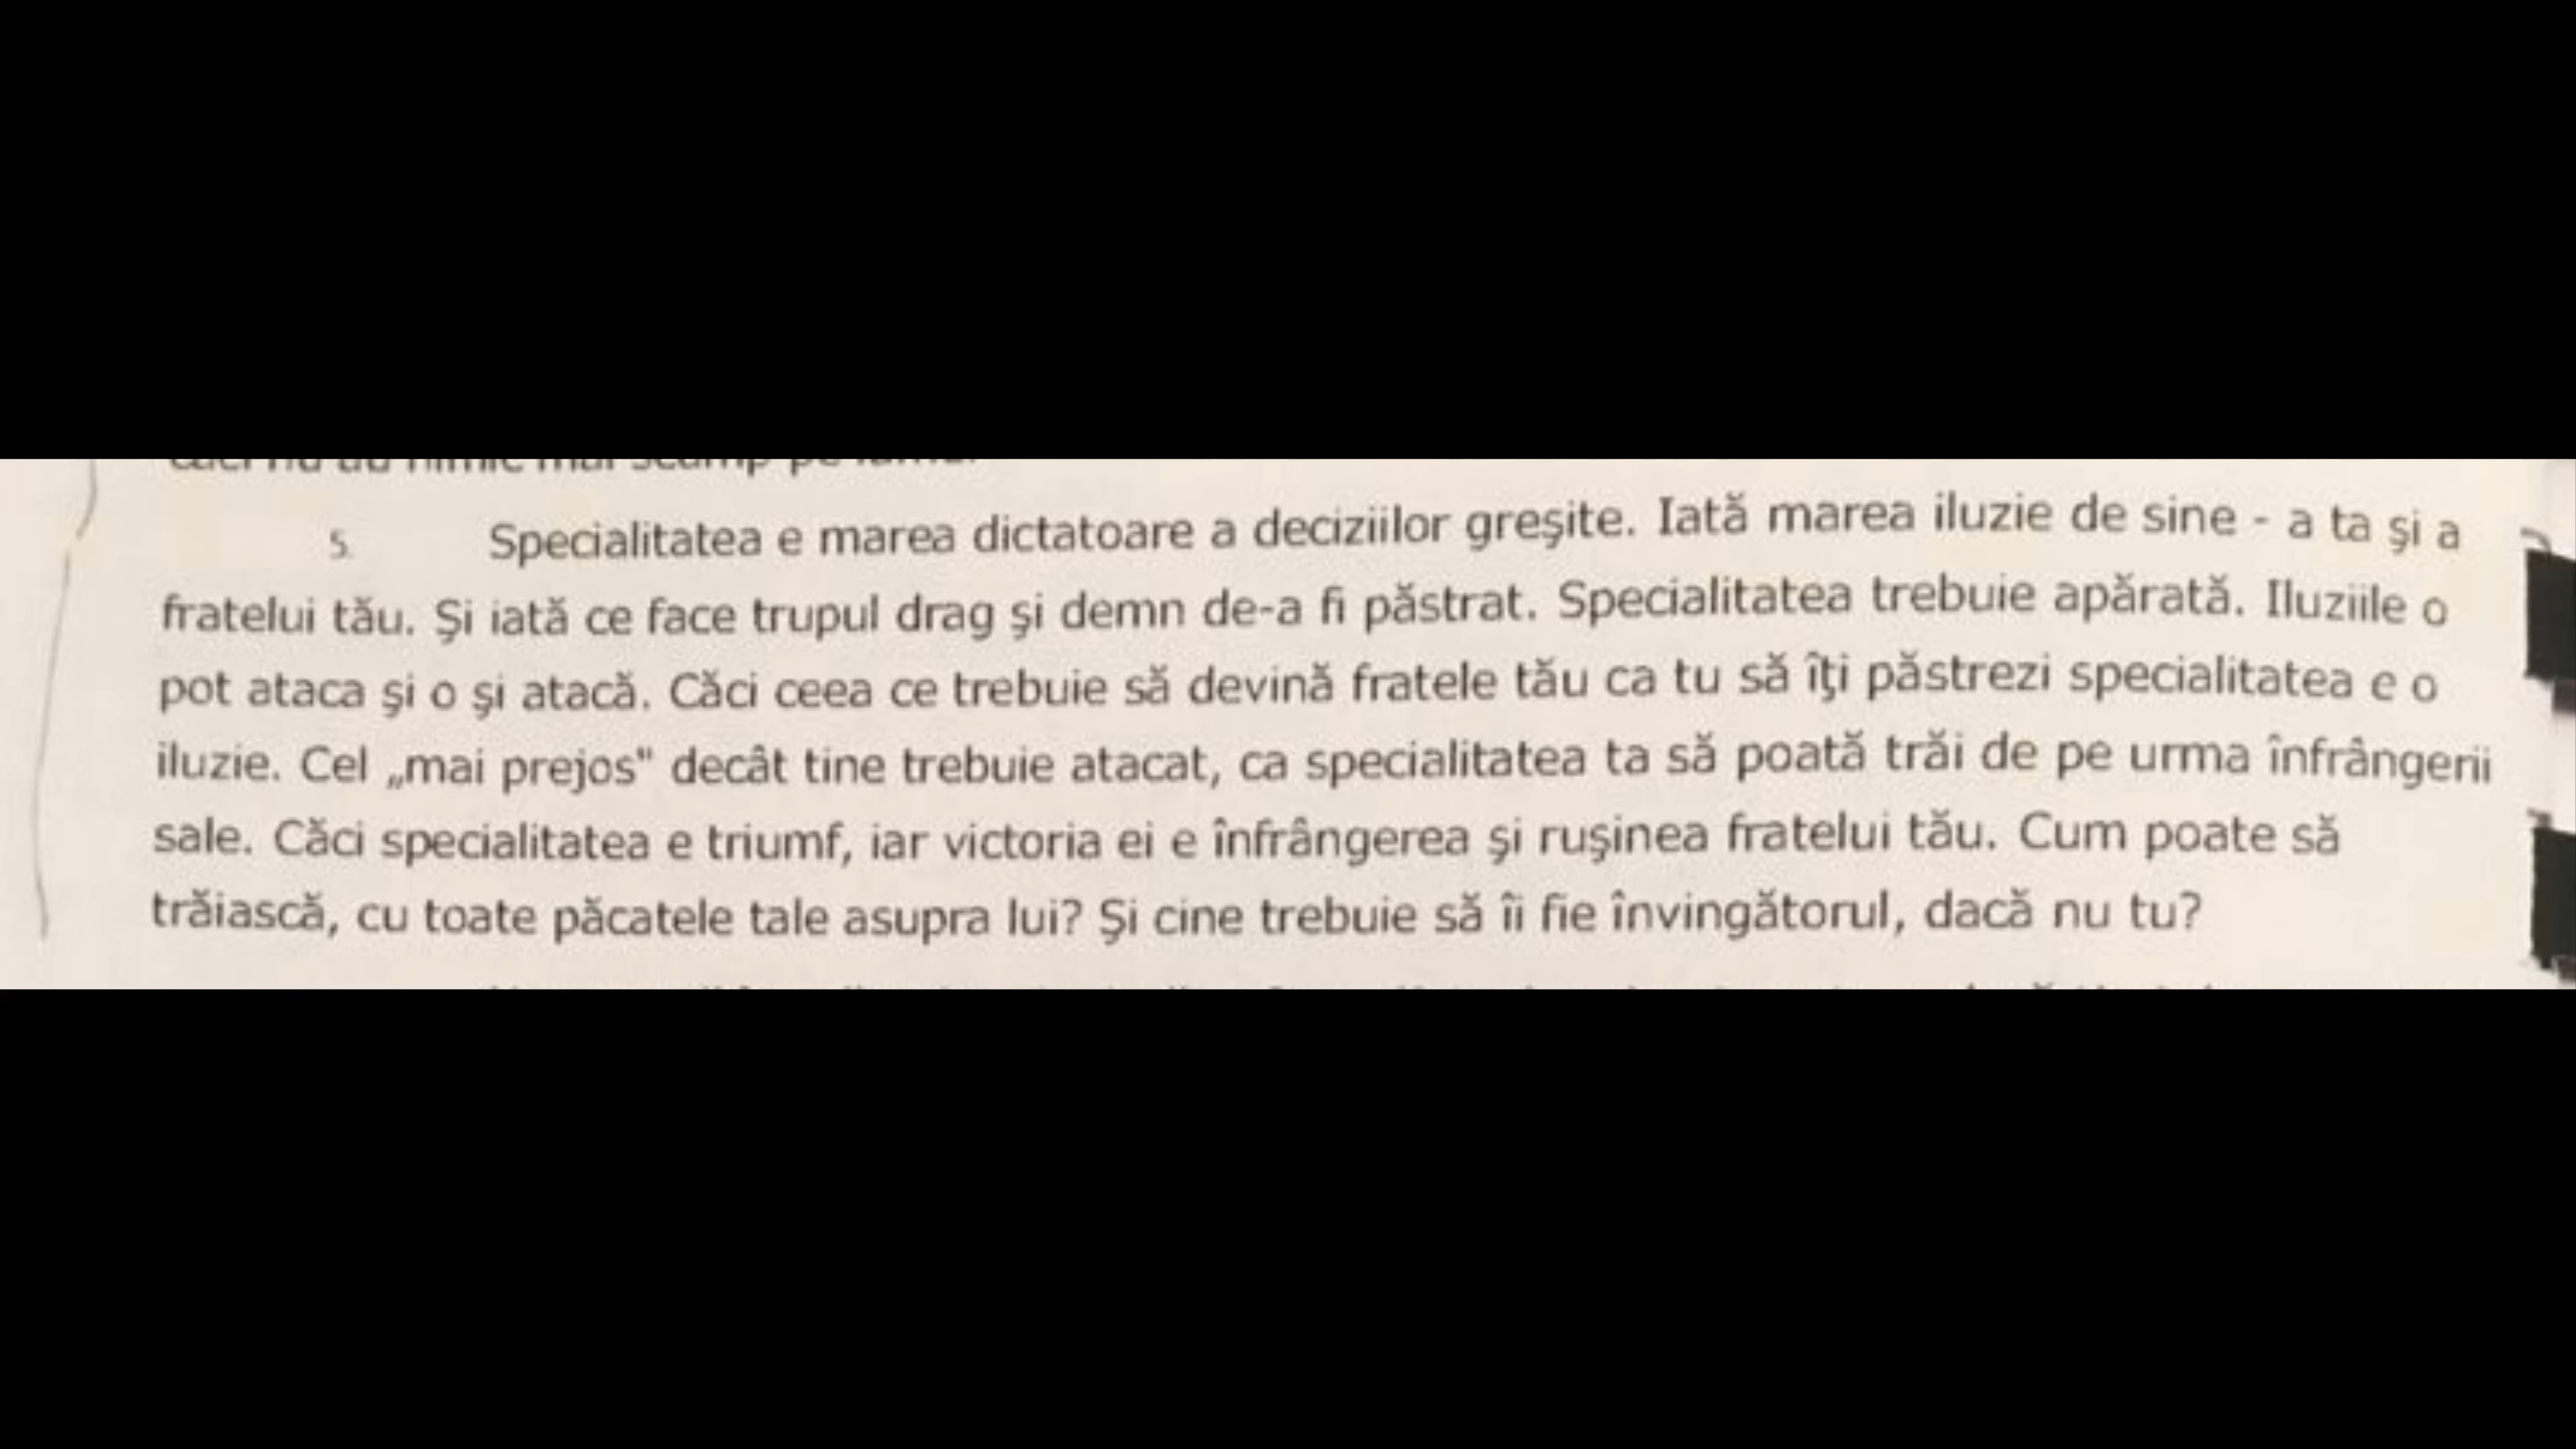 5. Specialitatea e marea dictatoare a deciziilor greşite. Iată marea iluzie de sine - a ta şi a
fratelui tău. Şi iată ce face trupul drag şi demn de-a fi păstrat. Specialitatea trebuie apărată. Iluziile o
pot ataca şi o şi atacă. Căci ceea ce trebuie să devină fratele tău ca tu să îţi păstrezi specialitatea e o
iluzie. Cel „mai prejos" decât tine trebuie atacat, ca specialitatea ta să poată trăi de pe urma înfrângerii
sale. Căci specialitatea e triumf, iar victoria ei e înfrângerea şi ruşinea fratelui tău. Cum poate să
trăiască, cu toate păcatele tale asupra lui? Şi cine trebuie să îi fie învingătorul, dacă nu tu?